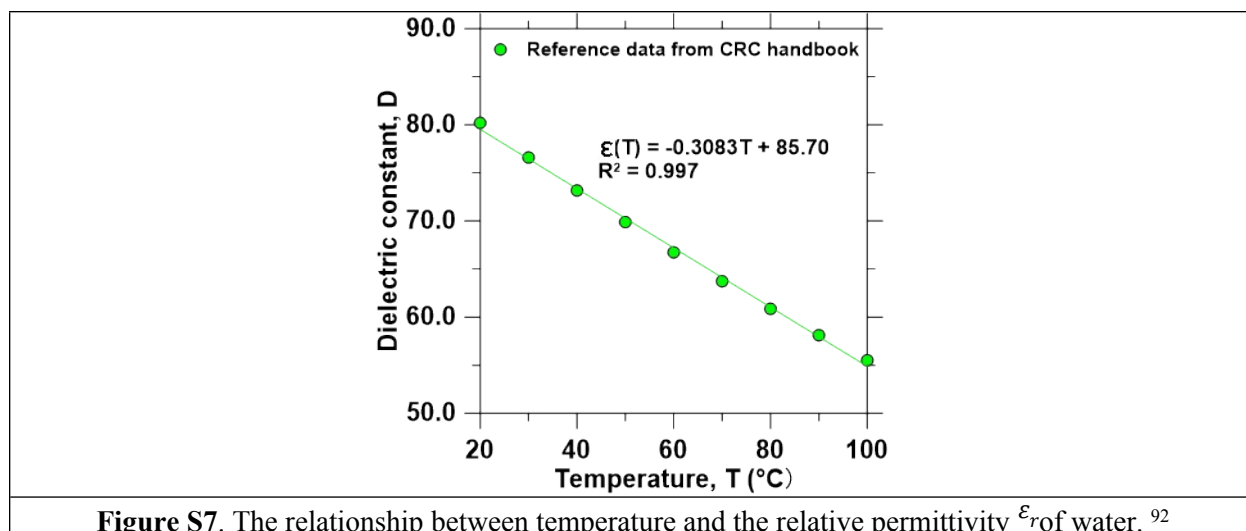 90.0
Reference data from CRC handbook
80.0
ε(T) = -0.3083T + 85.70
R² = 0.997
70.0
60.0
50.0
Dielectric constant, D
20 40 60 80 100
Temperature, T (°C）
Figure S7. The relationship between temperature and the relative permittivity εr of water. 92